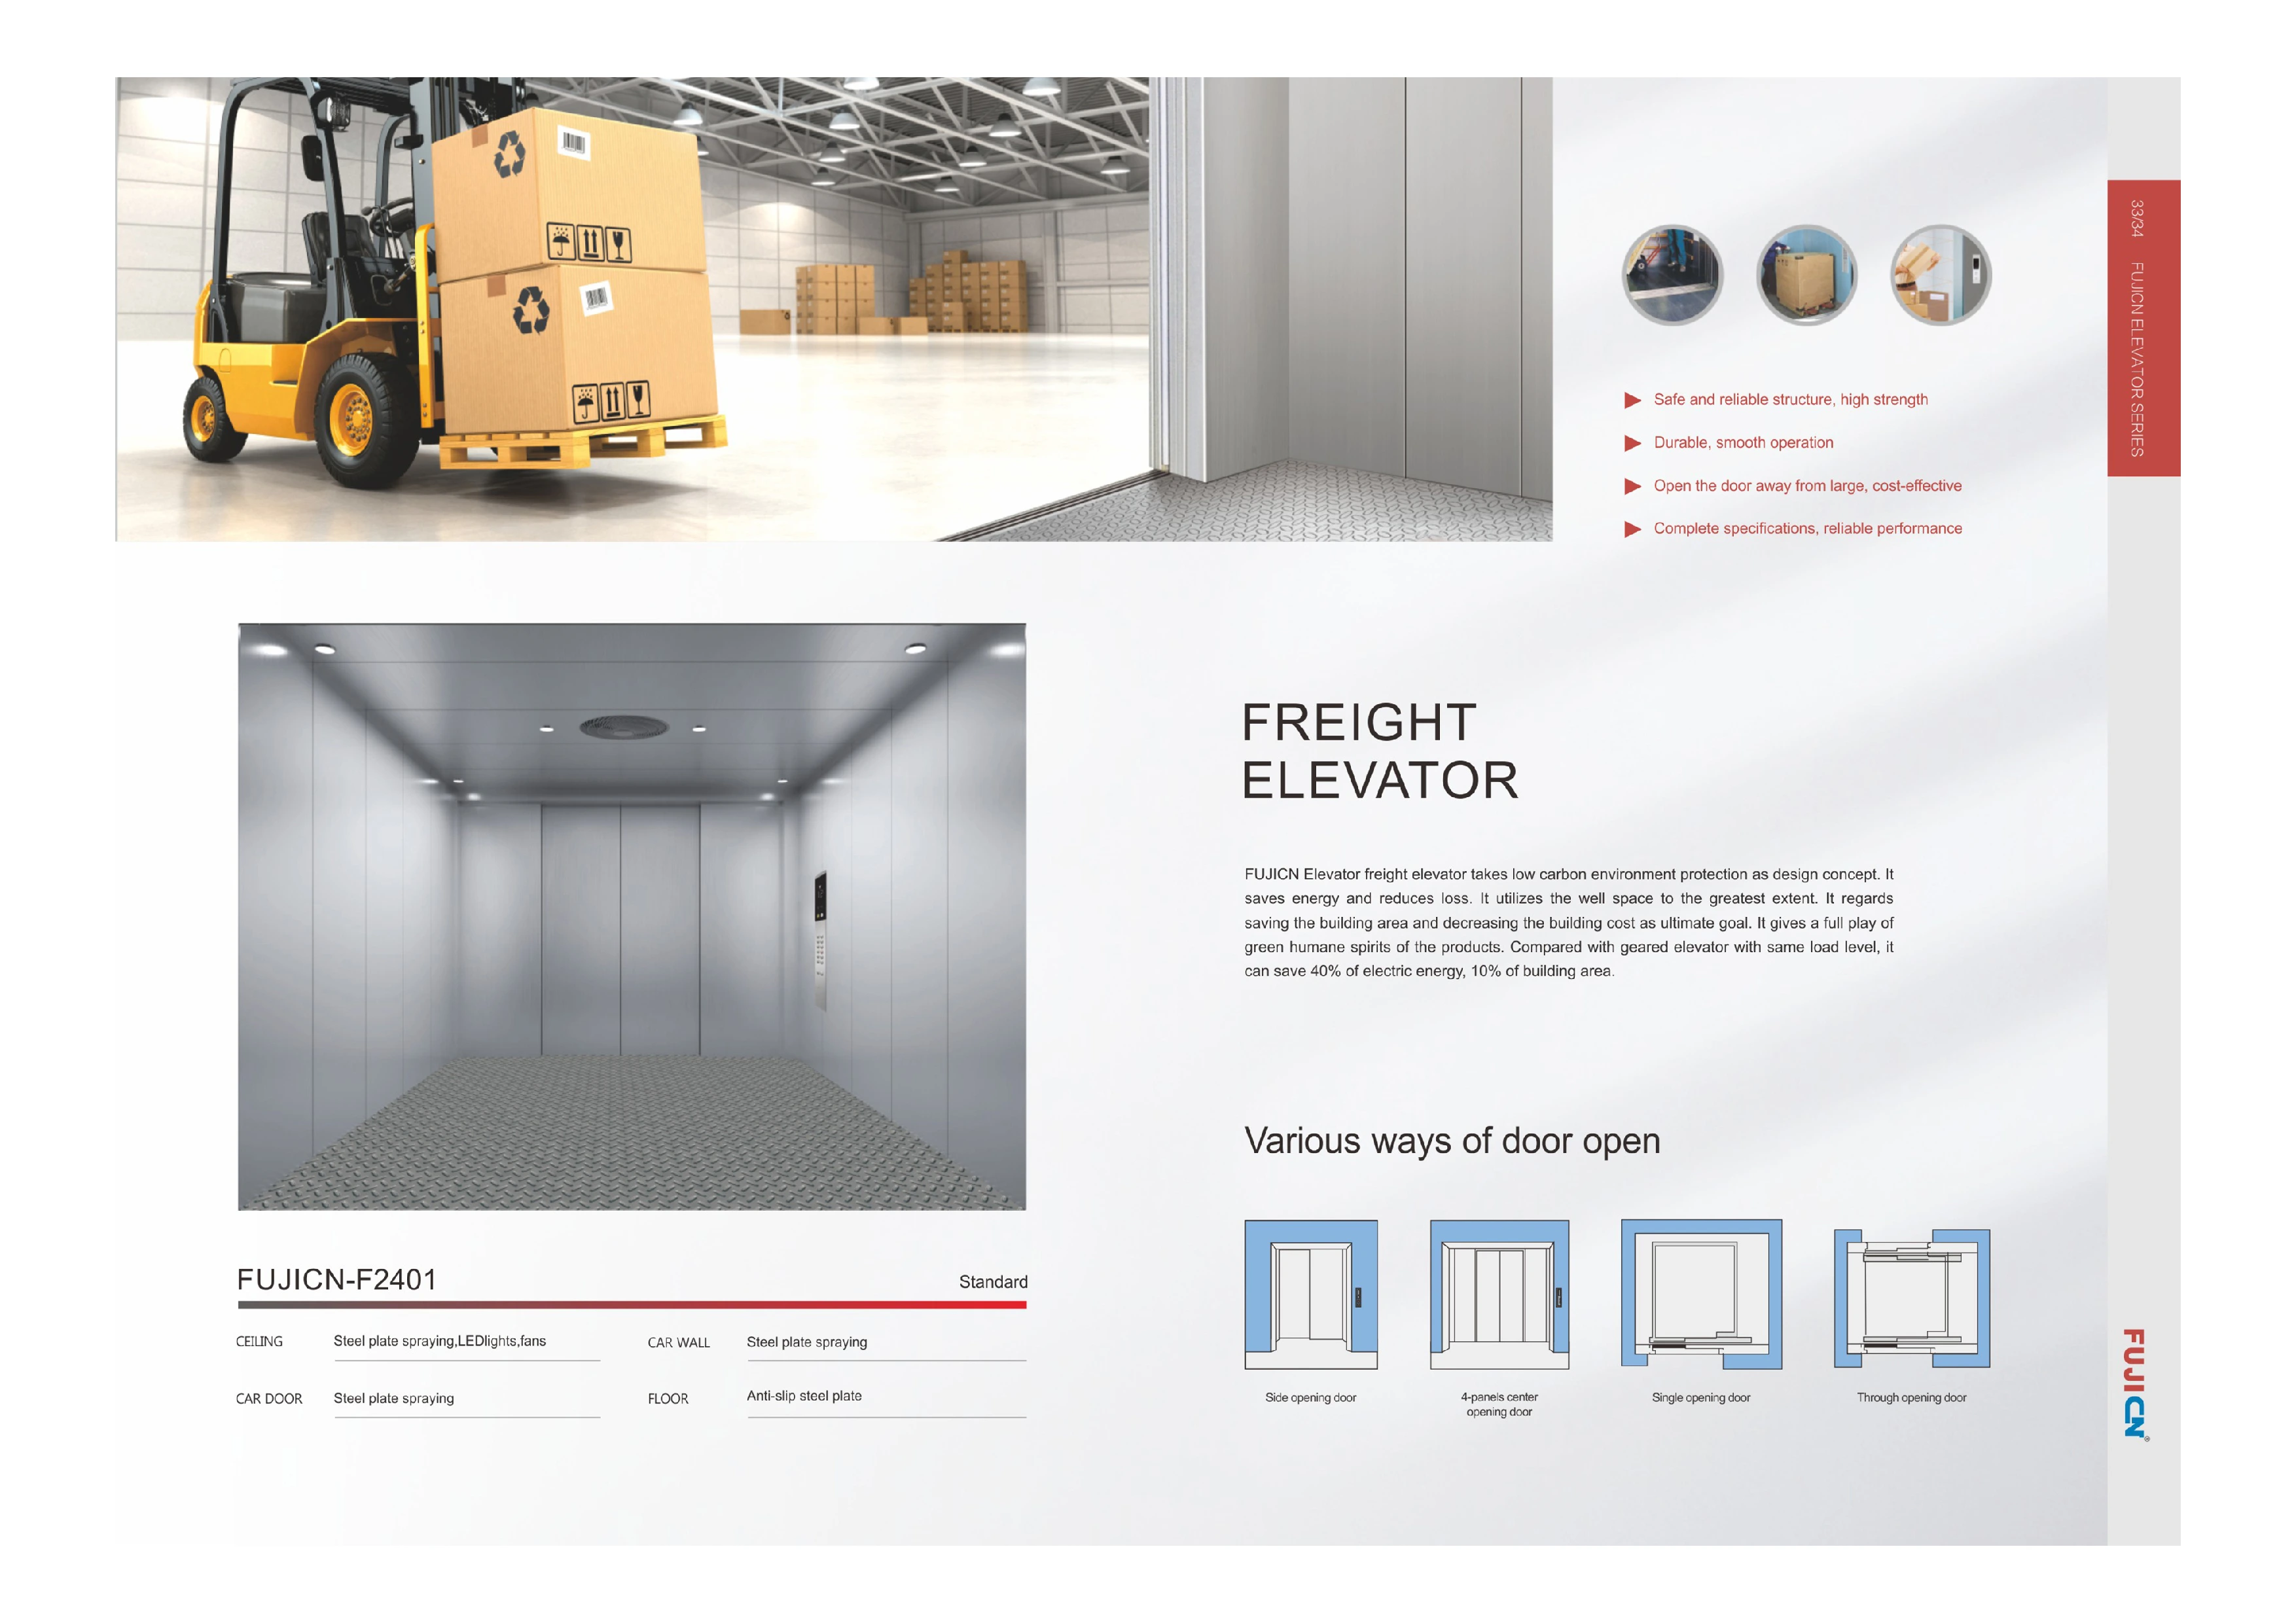 33/34 FUJICN ELEVATOR SERIES
Safe and reliable structure, high strength
Durable, smooth operation
Open the door away from large, cost-effective
Complete specifications, reliable performance
FREIGHT
ELEVATOR
FUJICN Elevator freight elevator takes low carbon environment protection as design concept. It
saves energy and reduces loss. It utilizes the well space to the greatest extent. It regards
saving the building area and decreasing the building cost as ultimate goal. It gives a full play of
green humane spirits of the products. Compared with geared elevator with same load level, it
can save 40% of electric energy, 10% of building area.
Various ways of door open
Side opening door
4-panels center
opening door
Single opening door
Through opening door
FUJICN-F2401
Standard
CEILING Steel plate spraying,LEDlights,fans
CAR WALL Steel plate spraying
CAR DOOR Steel plate spraying
FLOOR Anti-slip steel plate
FUJICN®